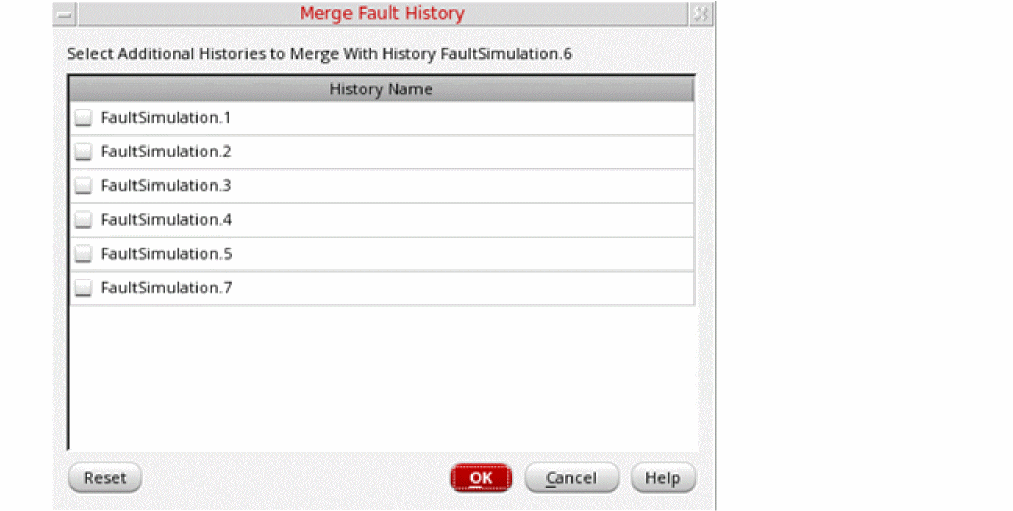 Merge Fault History
Select Additional Histories to Merge With History FaultSimulation.6
History Name
FaultSimulation.1
FaultSimulation.2
FaultSimulation.3
FaultSimulation.4
FaultSimulation.5
FaultSimulation.7
Reset OK Cancel Help